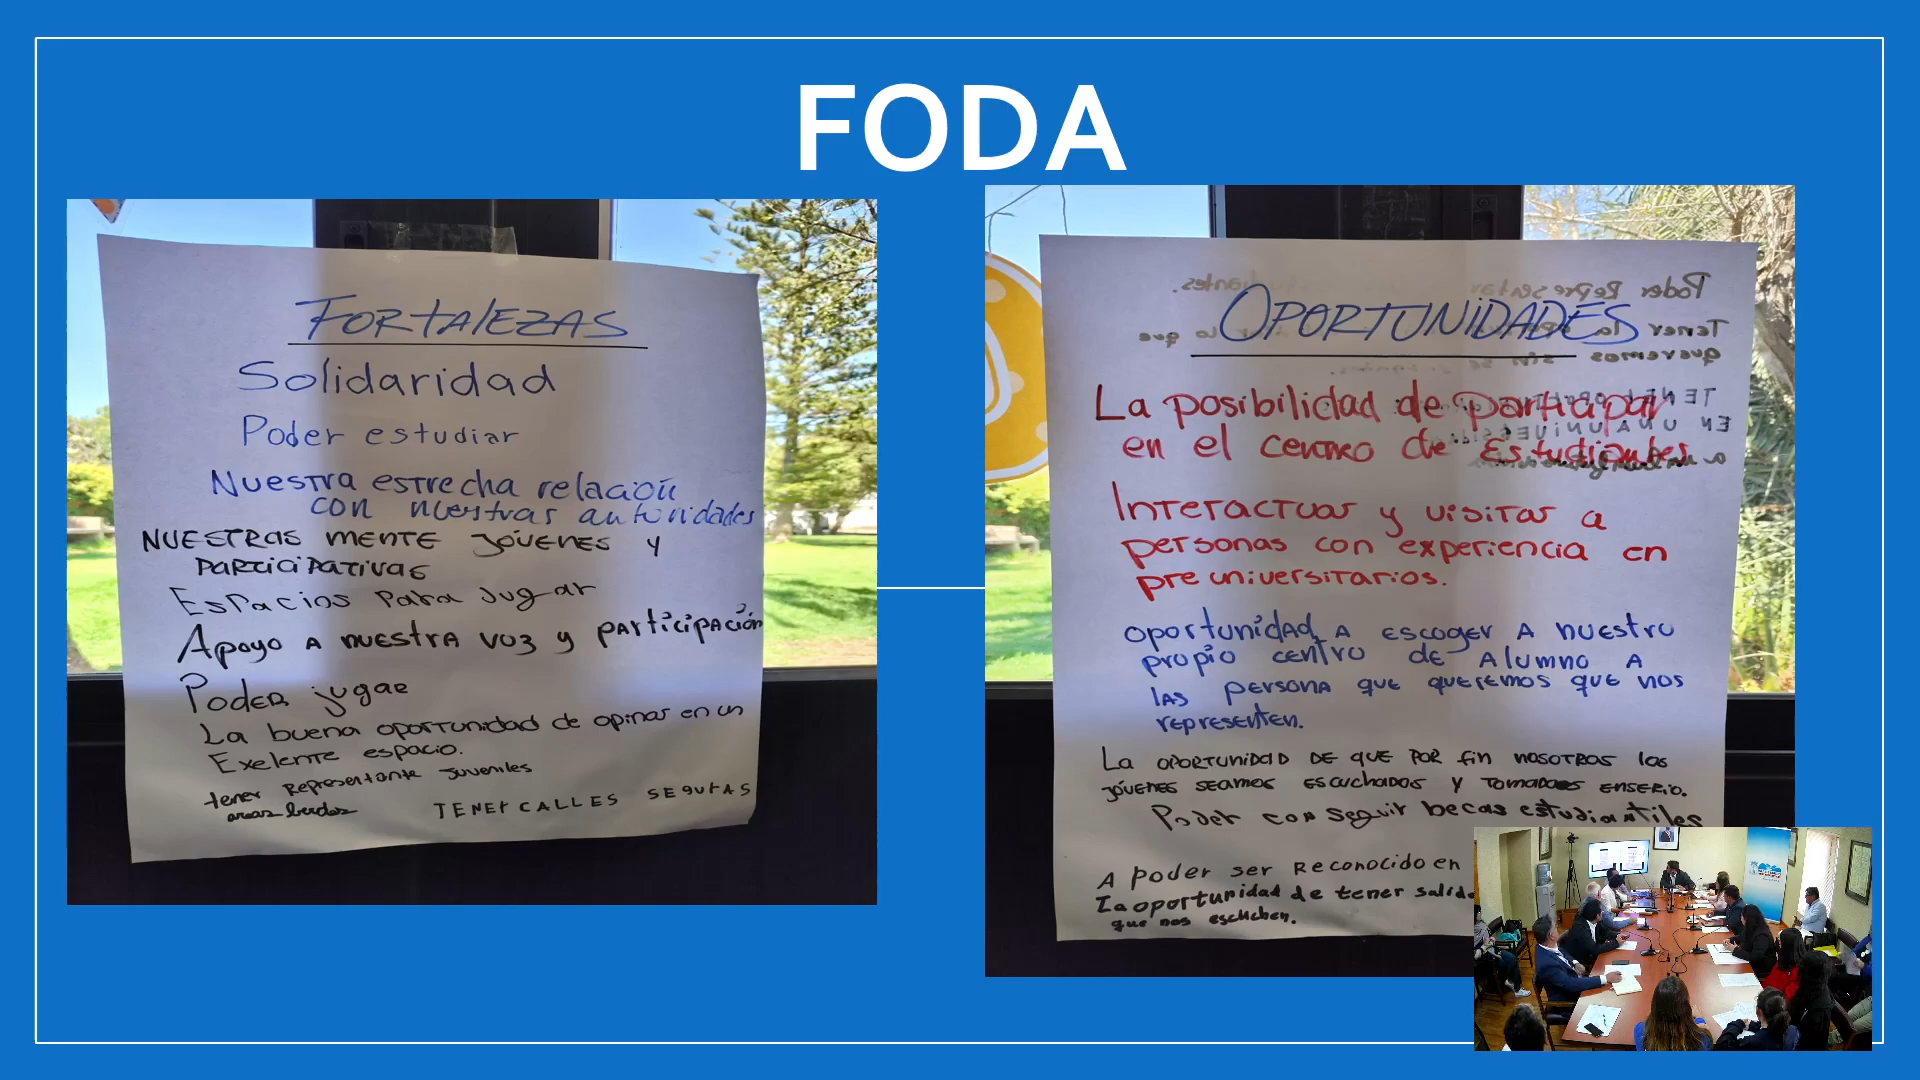 FODA
FORTALEZAS
Solidaridad
Poder estudiar
NUESTRA ESTRECHA relación
con nuestras autoridades
NUESTRAS MENTE JÓVENES Y
PARTICIPATIVAS
Espacios para Jugar
Apoyo A nuestra voz y participación
PODER jugar
La buena oportunidad de opinar en un
Exelente espacio.
tener Representante juveniles
areas berdes
TENER CALLES SEGURAS
OPORTUNIDADES
La posibilidad de participar
en el centro de Estudiantes
Interactuar y visitar a
personas con experiencia en
pre universitarios.
oportunidad A escoger A nuestro
propio centro de Alumno A
las persona que queremos que nos
representen.
La oportunidad DE QUE POR fin nosotros los
jóvenes seamos escuchados y tomados enserio.
Poder conseguir becas estudiantiles
A poder ser Reconocido en
La oportunidad de tener salido
que nos eschchen.